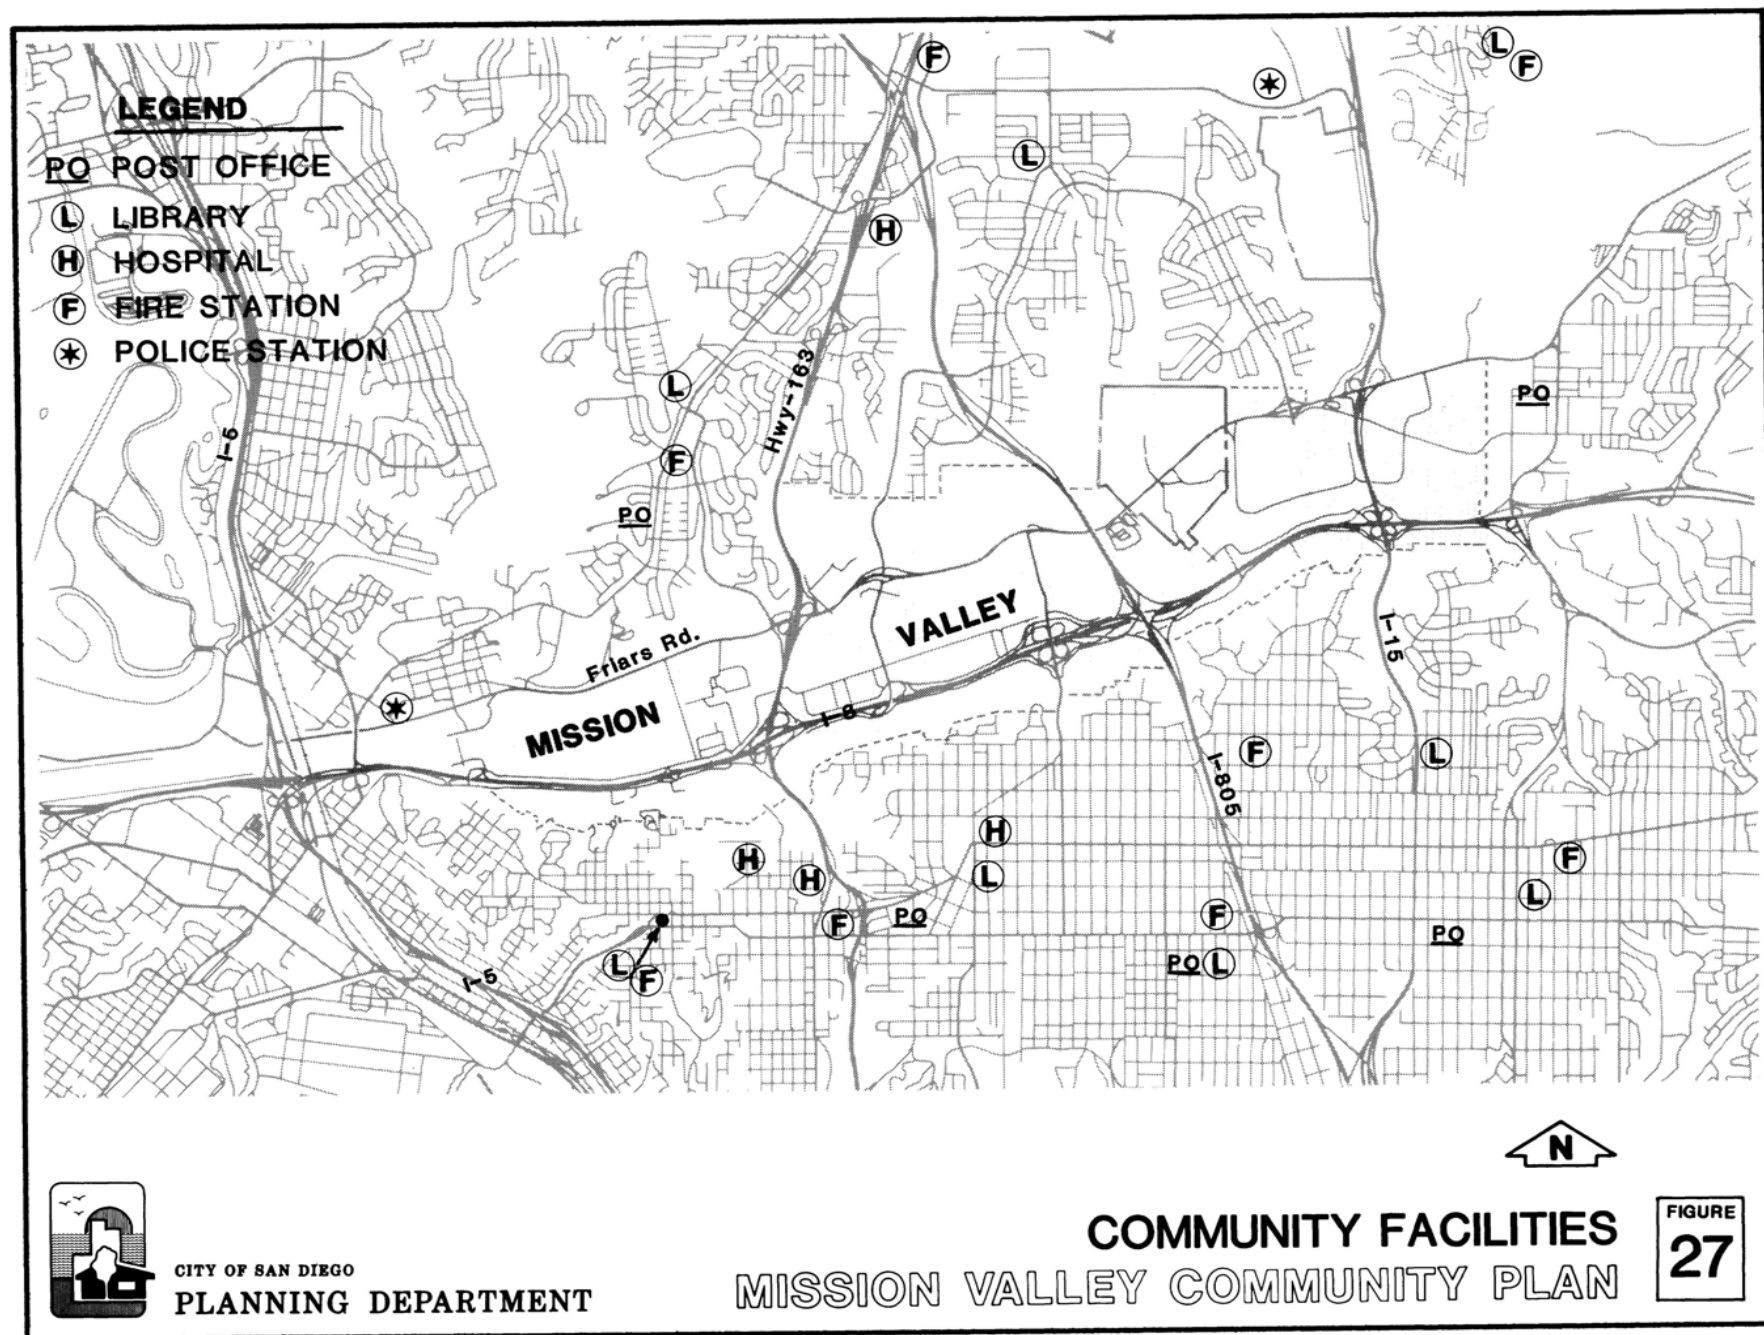 LEGEND
PO POST OFFICE
L LIBRARY
H HOSPITAL
F FIRE STATION
POLICE STATION
F
L
F
L
H
L
F
PO
PO
I-5
Hwy-163
Friars Rd.
MISSION
VALLEY
I-8
I-15
I-805
F
L
H
H
H
L
F
PO
F
L
F
L
F
PO
L
PO
I-5
N
CITY OF SAN DIEGO
PLANNING DEPARTMENT
COMMUNITY FACILITIES
MISSION VALLEY COMMUNITY PLAN
FIGURE
27